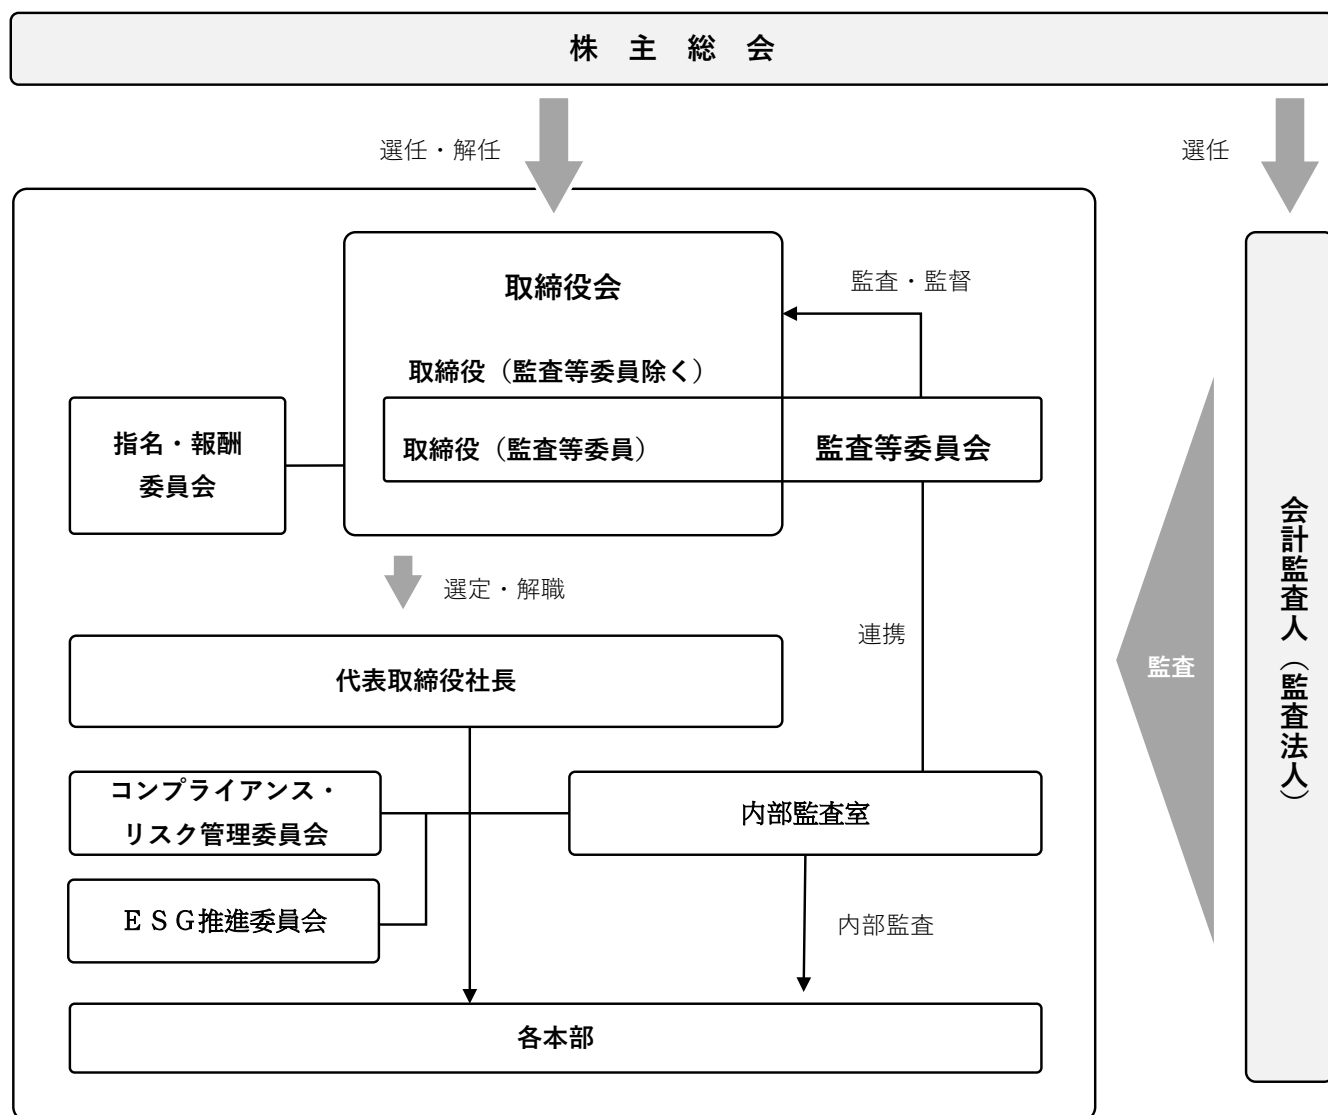 株 主 総 会
選任・解任
選任
取締役会
監査・監督
取締役（監査等委員除く）
指名・報酬
委員会
取締役（監査等委員）
監査等委員会
選定・解職
連携
代表取締役社長
監査
会計監査人（監査法人）
コンプライアンス・
リスク管理委員会
内部監査室
ＥＳＧ推進委員会
内部監査
各本部